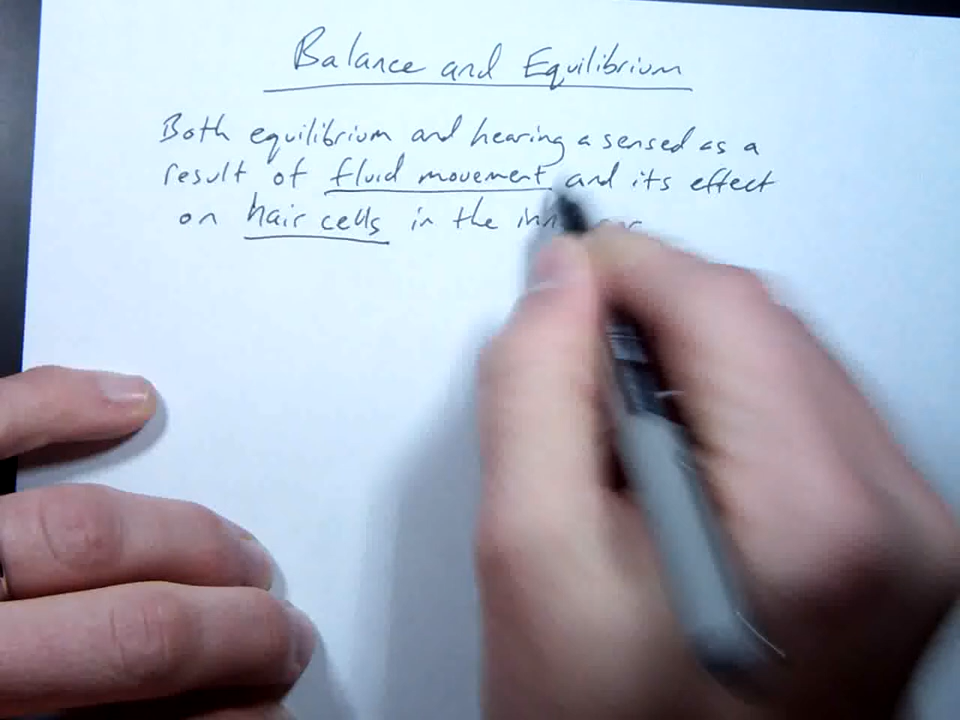 Balance and Equilibrium
Both equilibrium and hearing a sensed as a
result of fluid movement and its effect
on hair cells in the